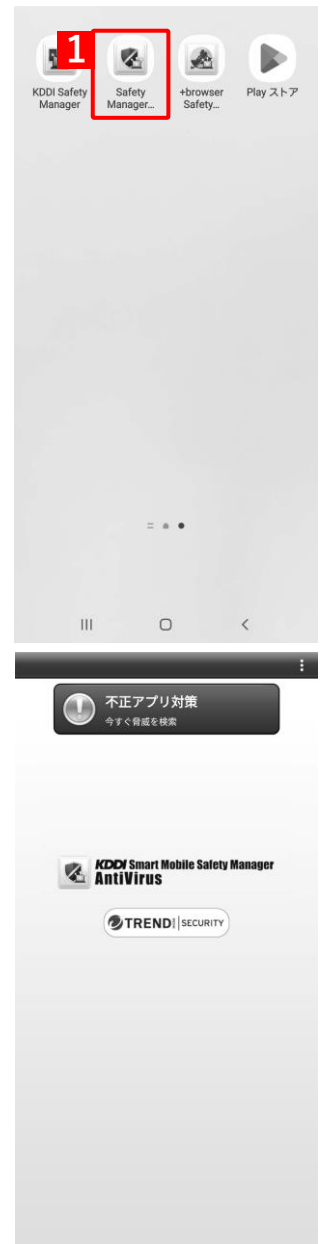 1
KDDI Safety Manager
Safety Manager...
+browser Safety...
Play ストア
不正アプリ対策
今すぐ脅威を検索
KDDI Smart Mobile Safety Manager
AntiVirus
TREND | SECURITY